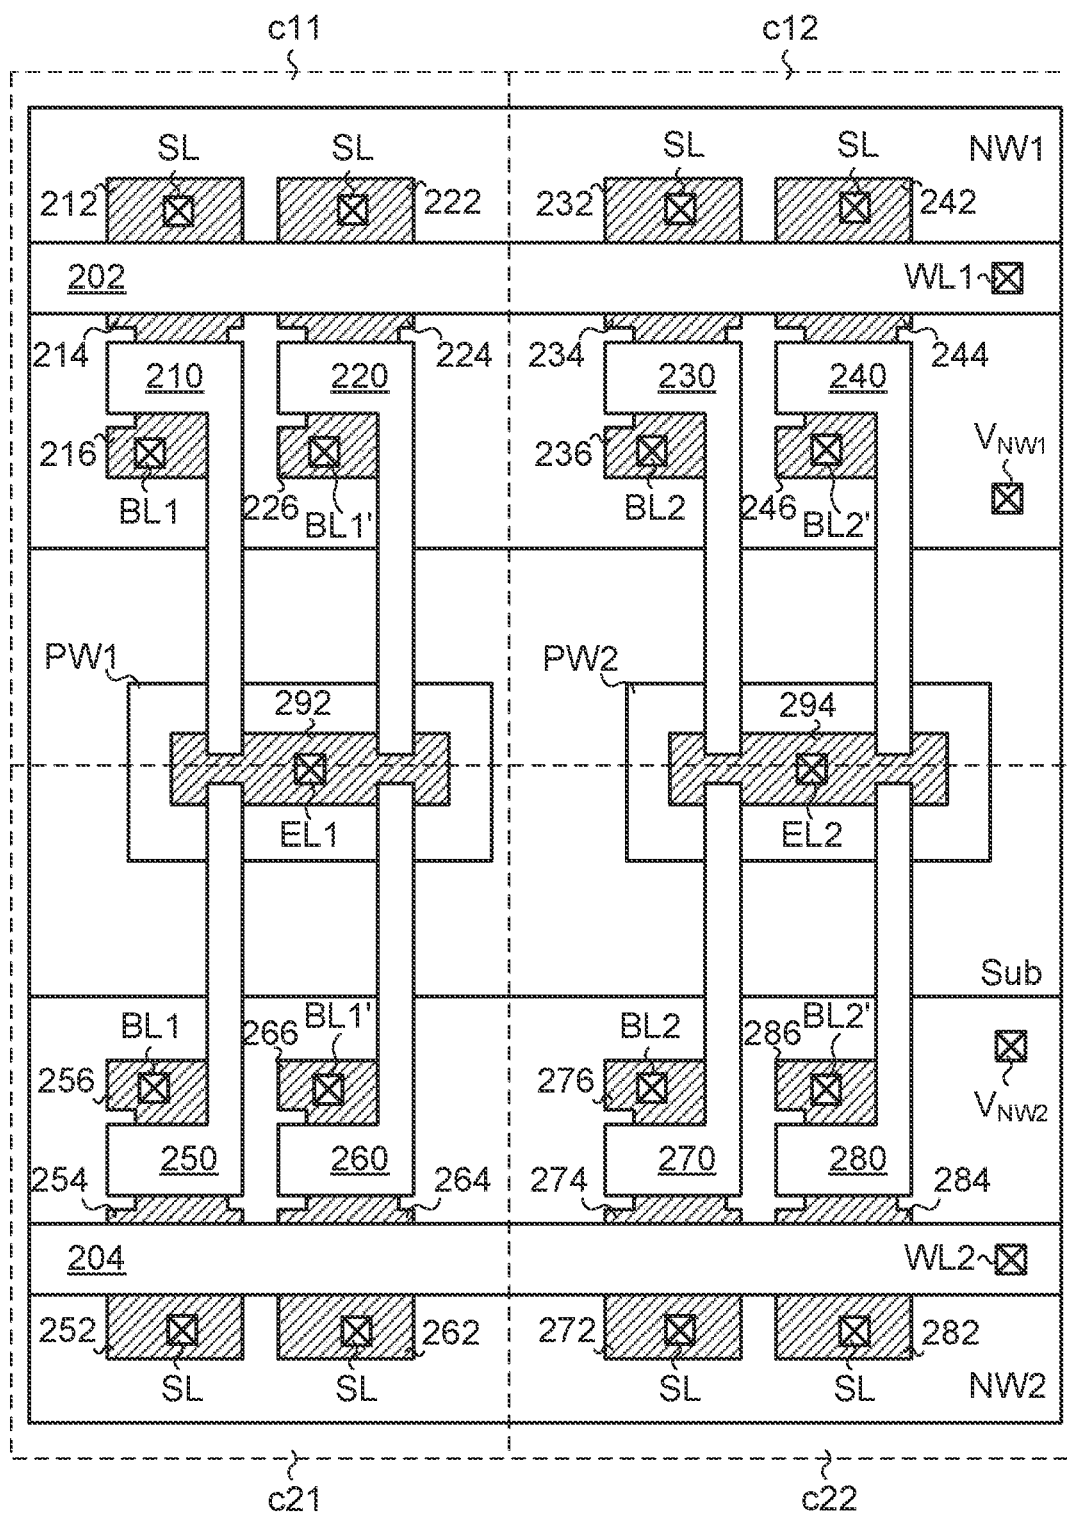 c11 c12
SL SL SL SL NW1
212 222 232 242
202 WL1
214 224 234 244
210 220 230 240
216 226 236 246 V_NW1
BL1 BL1' BL2 BL2'
PW1 PW2
292 294
EL1 EL2
Sub
BL1 266 BL1' BL2 286 BL2'
256 276 V_NW2
250 260 270 280
254 264 274 284
204 WL2
252 262 272 282
SL SL SL SL NW2
c21 c22